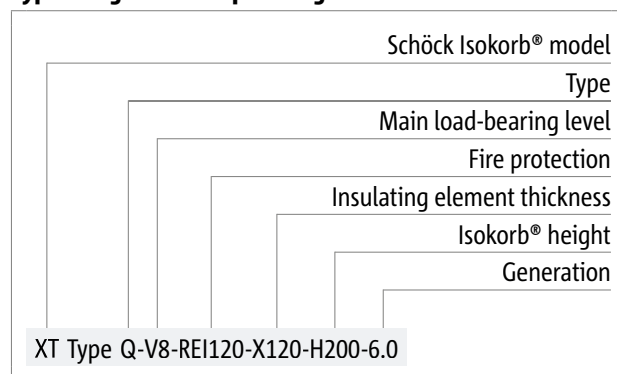 Schöck Isokorb® model
Type
Main load-bearing level
Fire protection
Insulating element thickness
Isokorb® height
Generation
XT Type Q-V8-REI120-X120-H200-6.0